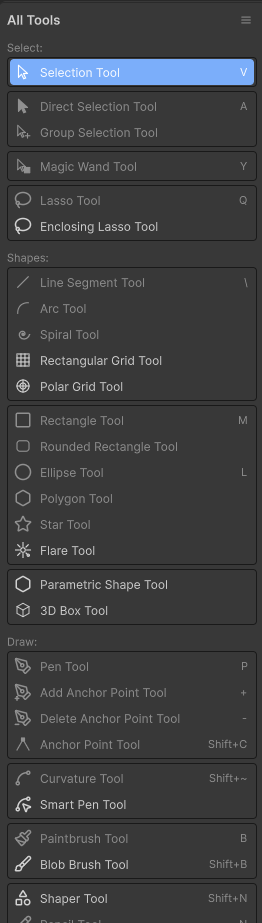 All Tools
Select:
Selection Tool V
Direct Selection Tool A
Group Selection Tool
Magic Wand Tool Y
Lasso Tool Q
Enclosing Lasso Tool
Shapes:
Line Segment Tool \
Arc Tool
Spiral Tool
Rectangular Grid Tool
Polar Grid Tool
Rectangle Tool M
Rounded Rectangle Tool
Ellipse Tool L
Polygon Tool
Star Tool
Flare Tool
Parametric Shape Tool
3D Box Tool
Draw:
Pen Tool P
Add Anchor Point Tool +
Delete Anchor Point Tool -
Anchor Point Tool Shift+C
Curvature Tool Shift+~
Smart Pen Tool
Paintbrush Tool B
Blob Brush Tool Shift+B
Shaper Tool Shift+N
Pencil Tool N